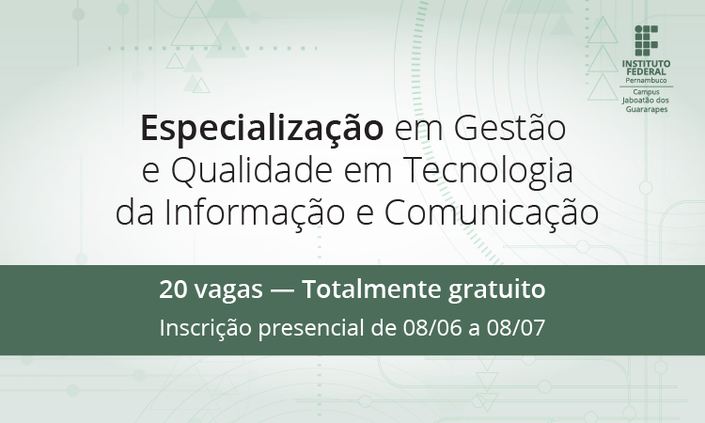 INSTITUTO
FEDERAL
Pernambuco
Campus
Jaboatão dos
Guararapes
Especialização em Gestão
e Qualidade em Tecnologia
da Informação e Comunicação
20 vagas — Totalmente gratuito
Inscrição presencial de 08/06 a 08/07